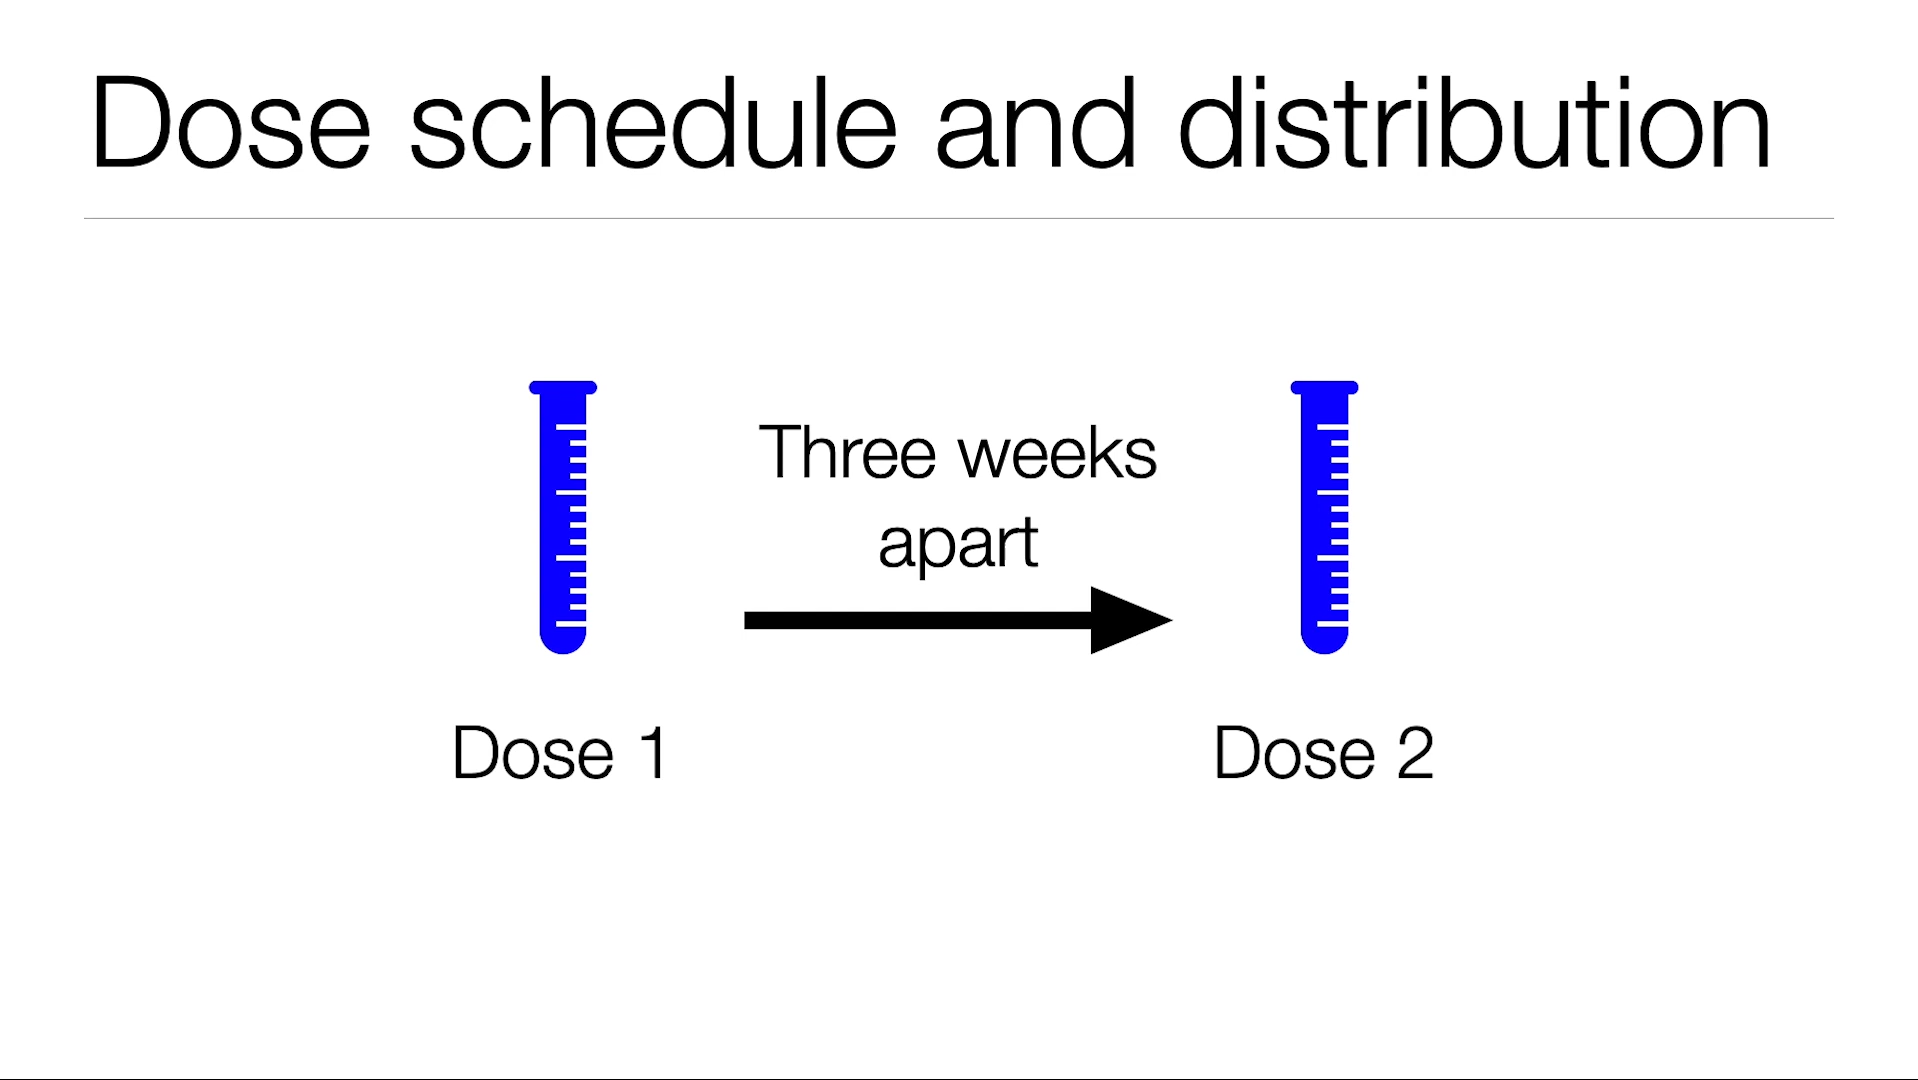 Dose schedule and distribution
Three weeks
apart
Dose 1
Dose 2